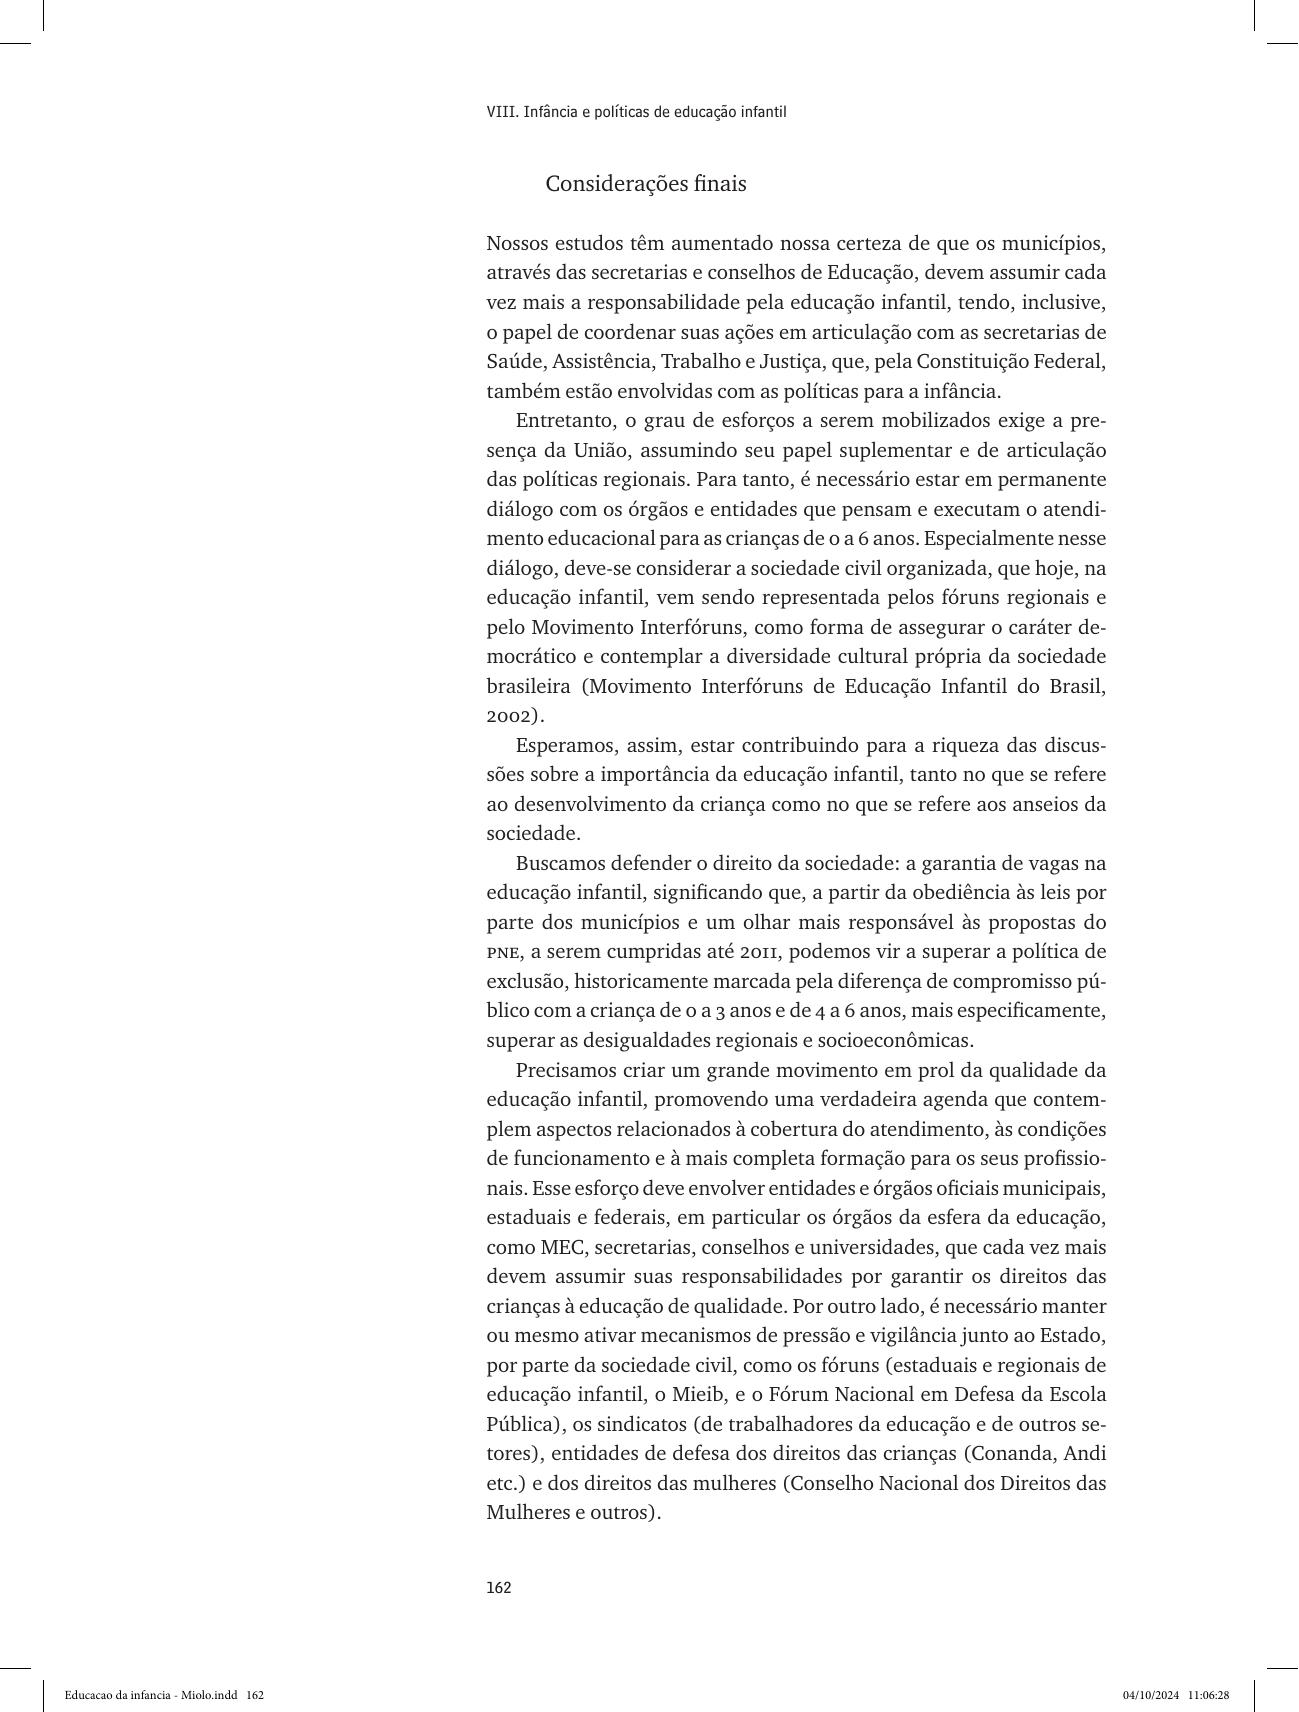 VIII. Infância e políticas de educação infantil
Considerações finais
Nossos estudos têm aumentado nossa certeza de que os municípios,
através das secretarias e conselhos de Educação, devem assumir cada
vez mais a responsabilidade pela educação infantil, tendo, inclusive,
o papel de coordenar suas ações em articulação com as secretarias de
Saúde, Assistência, Trabalho e Justiça, que, pela Constituição Federal,
também estão envolvidas com as políticas para a infância.
Entretanto, o grau de esforços a serem mobilizados exige a pre-
sença da União, assumindo seu papel suplementar e de articulação
das políticas regionais. Para tanto, é necessário estar em permanente
diálogo com os órgãos e entidades que pensam e executam o atendi-
mento educacional para as crianças de 0 a 6 anos. Especialmente nesse
diálogo, deve-se considerar a sociedade civil organizada, que hoje, na
educação infantil, vem sendo representada pelos fóruns regionais e
pelo Movimento Interfóruns, como forma de assegurar o caráter de-
mocrático e contemplar a diversidade cultural própria da sociedade
brasileira (Movimento Interfóruns de Educação Infantil do Brasil,
2002).
Esperamos, assim, estar contribuindo para a riqueza das discus-
sões sobre a importância da educação infantil, tanto no que se refere
ao desenvolvimento da criança como no que se refere aos anseios da
sociedade.
Buscamos defender o direito da sociedade: a garantia de vagas na
educação infantil, significando que, a partir da obediência às leis por
parte dos municípios e um olhar mais responsável às propostas do
PNE, a serem cumpridas até 2011, podemos vir a superar a política de
exclusão, historicamente marcada pela diferença de compromisso pú-
blico com a criança de 0 a 3 anos e de 4 a 6 anos, mais especificamente,
superar as desigualdades regionais e socioeconômicas.
Precisamos criar um grande movimento em prol da qualidade da
educação infantil, promovendo uma verdadeira agenda que contem-
plem aspectos relacionados à cobertura do atendimento, às condições
de funcionamento e à mais completa formação para os seus profissio-
nais. Esse esforço deve envolver entidades e órgãos oficiais municipais,
estaduais e federais, em particular os órgãos da esfera da educação,
como MEC, secretarias, conselhos e universidades, que cada vez mais
devem assumir suas responsabilidades por garantir os direitos das
crianças à educação de qualidade. Por outro lado, é necessário manter
ou mesmo ativar mecanismos de pressão e vigilância junto ao Estado,
por parte da sociedade civil, como os fóruns (estaduais e regionais de
educação infantil, o Mieib, e o Fórum Nacional em Defesa da Escola
Pública), os sindicatos (de trabalhadores da educação e de outros se-
tores), entidades de defesa dos direitos das crianças (Conanda, Andi
etc.) e dos direitos das mulheres (Conselho Nacional dos Direitos das
Mulheres e outros).
162
Educacao da infancia - Miolo.indd 162
04/10/2024 11:06:28